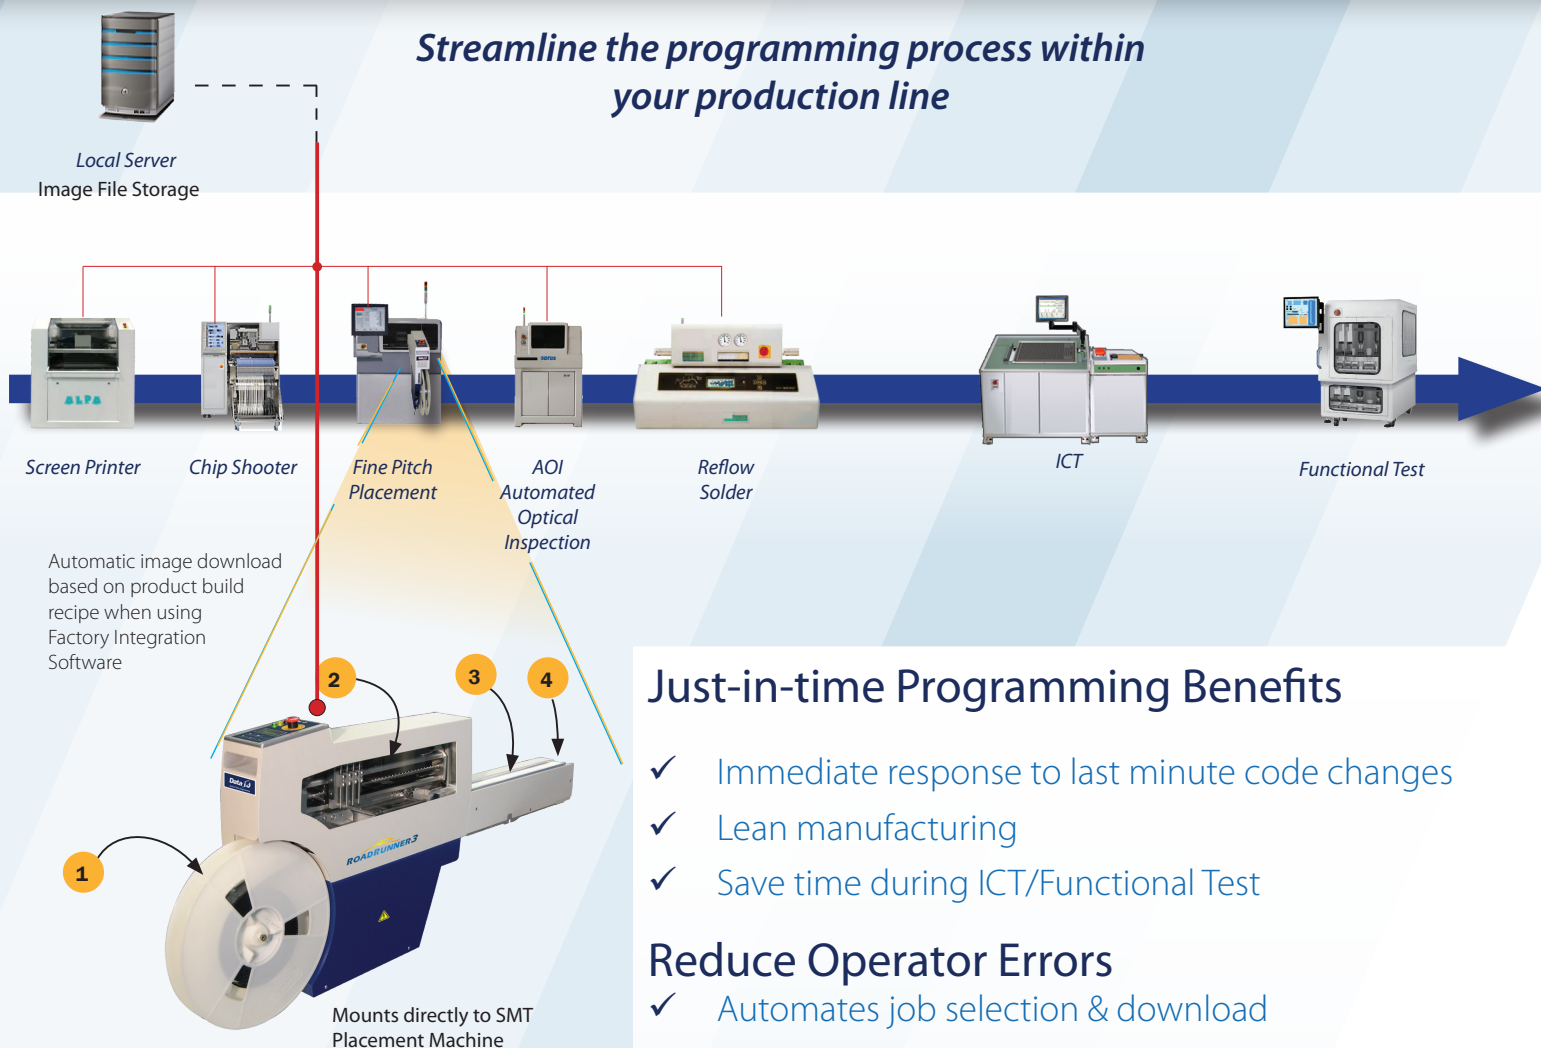 Streamline the programming process within
your production line
Local Server
Image File Storage
ALPA
Screen Printer
Chip Shooter
Fine Pitch
Placement
AOI
Automated
Optical
Inspection
Reflow
Solder
ICT
Functional Test
Automatic image download
based on product build
recipe when using
Factory Integration
Software
1
2
3
4
Data I/O
ROADRUNNER3
Mounts directly to SMT
Placement Machine
Just-in-time Programming Benefits
✓ Immediate response to last minute code changes
✓ Lean manufacturing
✓ Save time during ICT/Functional Test
Reduce Operator Errors
✓ Automates job selection & download